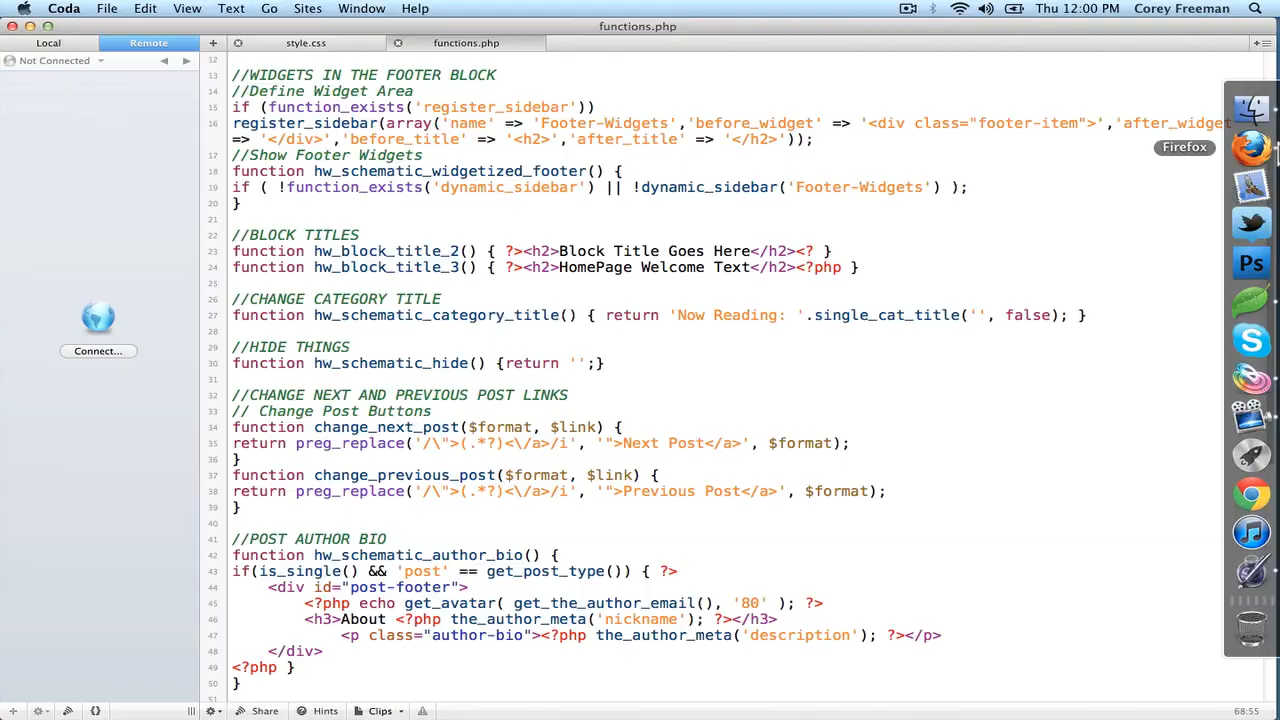 Coda File Edit View Text Go Sites Window Help Thu 12:00 PM Corey Freeman
functions.php
Local Remote + style.css functions.php
Not Connected
12
13 //WIDGETS IN THE FOOTER BLOCK
14 //Define Widget Area
15 if (function_exists('register_sidebar'))
16 register_sidebar(array('name' => 'Footer-Widgets','before_widget' => '<div class="footer-item">','after_widget
=> '</div>','before_title' => '<h2>','after_title' => '</h2>'));
Firefox
17 //Show Footer Widgets
18 function hw_schematic_widgetized_footer() {
19 if ( !function_exists('dynamic_sidebar') || !dynamic_sidebar('Footer-Widgets') );
20 }
21
22 //BLOCK TITLES
23 function hw_block_title_2() { ?><h2>Block Title Goes Here</h2><? }
24 function hw_block_title_3() { ?><h2>HomePage Welcome Text</h2><?php }
25
Ps
26 //CHANGE CATEGORY TITLE
27 function hw_schematic_category_title() { return 'Now Reading: '.single_cat_title('', false); }
28
29 //HIDE THINGS
30 function hw_schematic_hide() {return '';}
31
Connect...
32 //CHANGE NEXT AND PREVIOUS POST LINKS
33 // Change Post Buttons
34 function change_next_post($format, $link) {
35 return preg_replace('/\">(.*?)<\/a>/i', '">Next Post</a>', $format);
36 }
37 function change_previous_post($format, $link) {
38 return preg_replace('/\">(.*?)<\/a>/i', '">Previous Post</a>', $format);
39 }
40
41 //POST AUTHOR BIO
42 function hw_schematic_author_bio() {
43 if(is_single() && 'post' == get_post_type()) { ?>
44 <div id="post-footer">
45 <?php echo get_avatar( get_the_author_email(), '80' ); ?>
46 <h3>About <?php the_author_meta('nickname'); ?></h3>
47 <p class="author-bio"><?php the_author_meta('description'); ?></p>
48 </div>
49 <?php }
50 }
51
Share Hints Clips 68:55